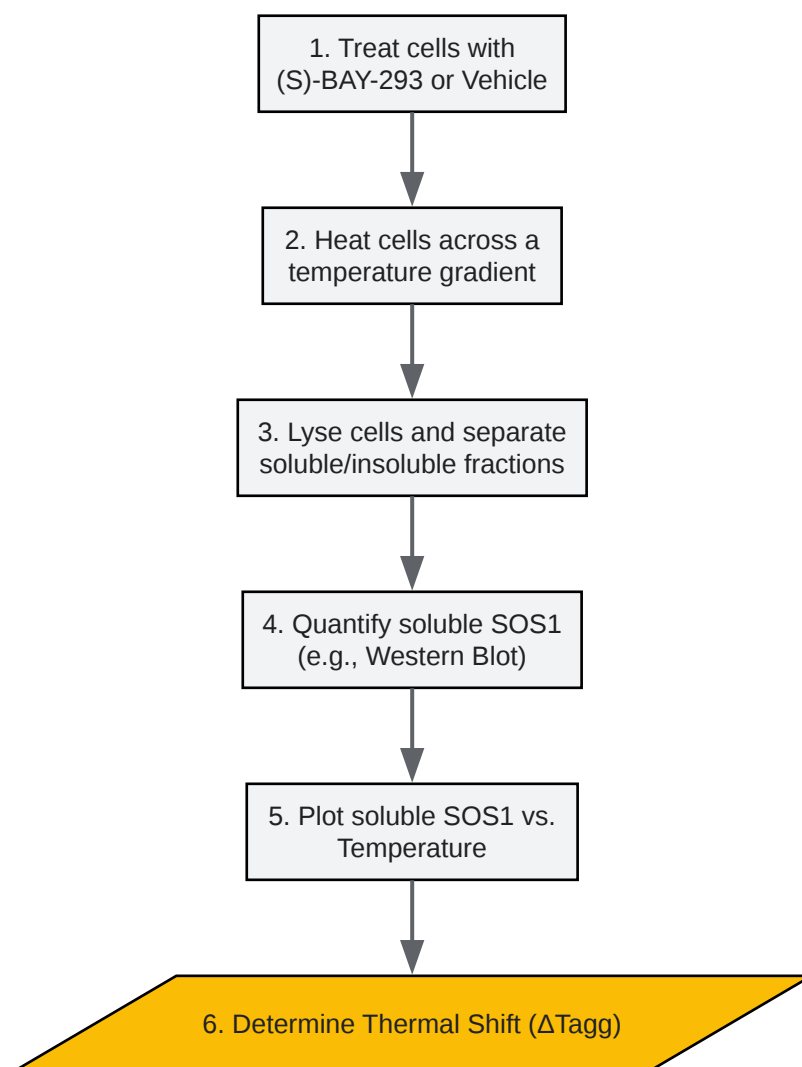 1. Treat cells with
(S)-BAY-293 or Vehicle
2. Heat cells across a
temperature gradient
3. Lyse cells and separate
soluble/insoluble fractions
4. Quantify soluble SOS1
(e.g., Western Blot)
5. Plot soluble SOS1 vs.
Temperature
6. Determine Thermal Shift (ΔTagg)